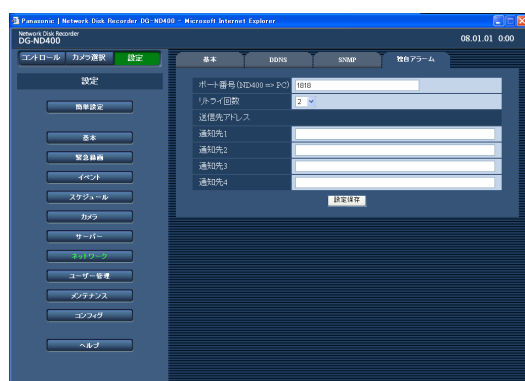 Panasonic | Network Disk Recorder DG-ND400 - Microsoft Internet Explorer
Network Disk Recorder
DG-ND400
08.01.01 0:00
コントロール カメラ選択 設定
基本 DDNS SNMP 独自アラーム
設定
簡単設定
基本
緊急録画
イベント
スケジュール
カメラ
サーバー
ネットワーク
ユーザー管理
メンテナンス
コンフィグ
ヘルプ
ポート番号(ND400 => PC) 1818
リトライ回数 2
送信先アドレス
通知先1
通知先2
通知先3
通知先4
設定保存